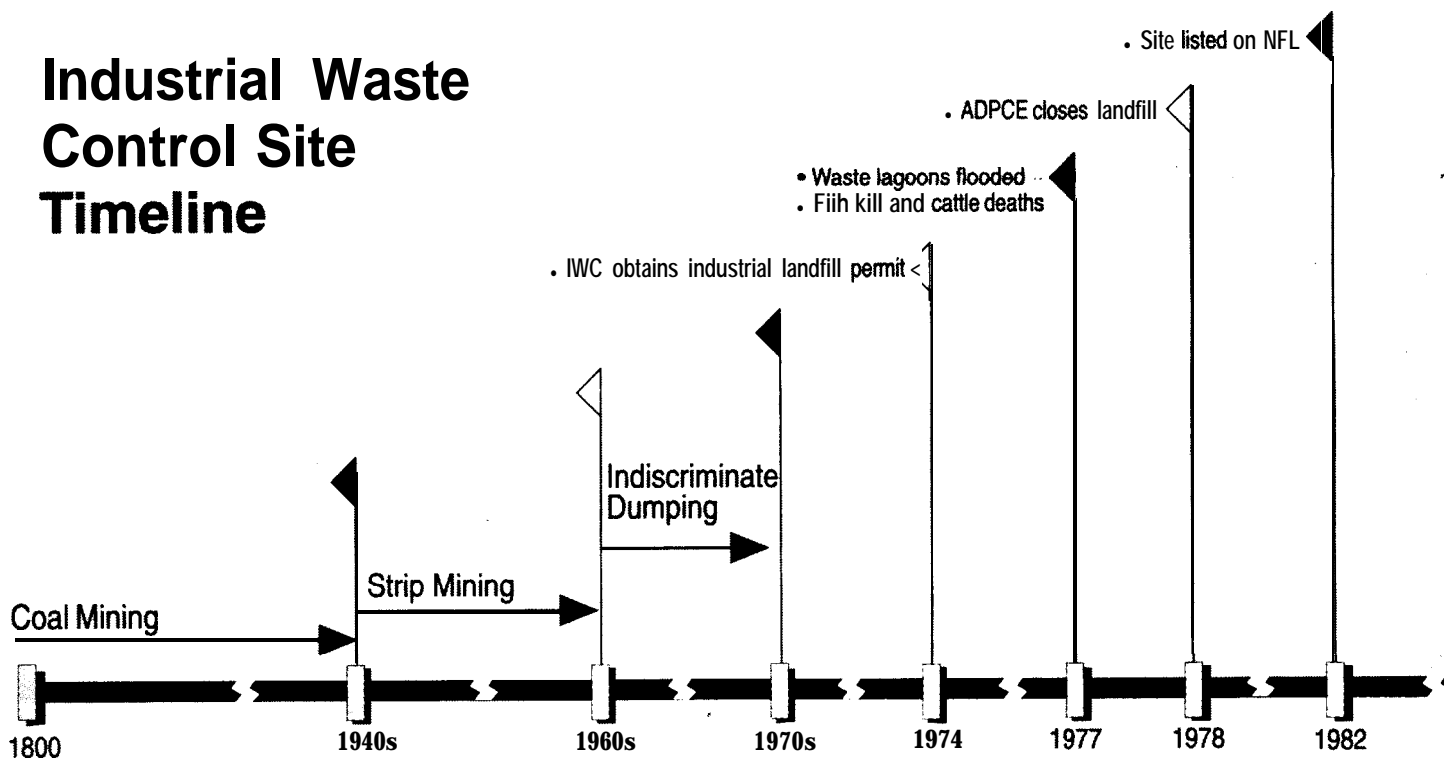 Industrial Waste
Control Site
Timeline
• Site listed on NFL
• ADPCE closes landfill
• Waste lagoons flooded
• Fiih kill and cattle deaths
• IWC obtains industrial landfill permit <
Indiscriminate
Dumping
Strip Mining
Coal Mining
1800 1940s 1960s 1970s 1974 1977 1978 1982